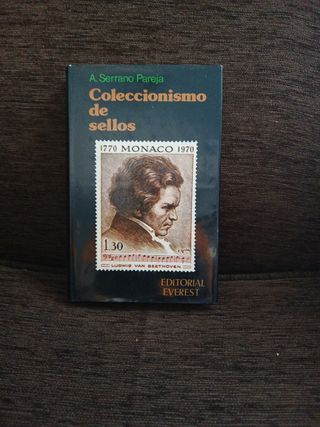 A. Serrano Pareja
Coleccionismo
de
sellos
1770 MONACO 1970
1.30
LUDWIG VAN BEETHOVEN
EDITORIAL
EVEREST